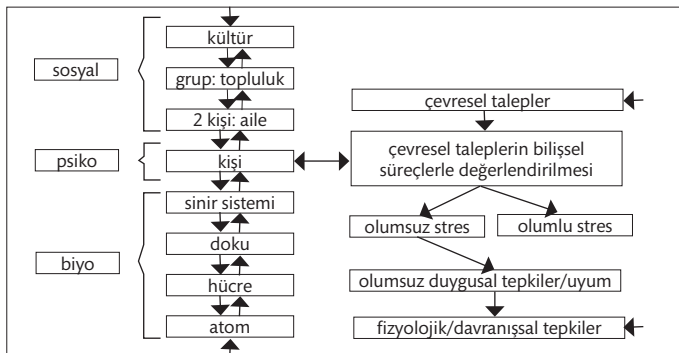 sosyal
psiko
biyo
kültür
grup: topluluk
2 kişi: aile
kişi
sinir sistemi
doku
hücre
atom
çevresel talepler
çevresel taleplerin bilişsel
süreçlerle değerlendirilmesi
olumsuz stres
olumlu stres
olumsuz duygusal tepkiler/uyum
fizyolojik/davranışsal tepkiler